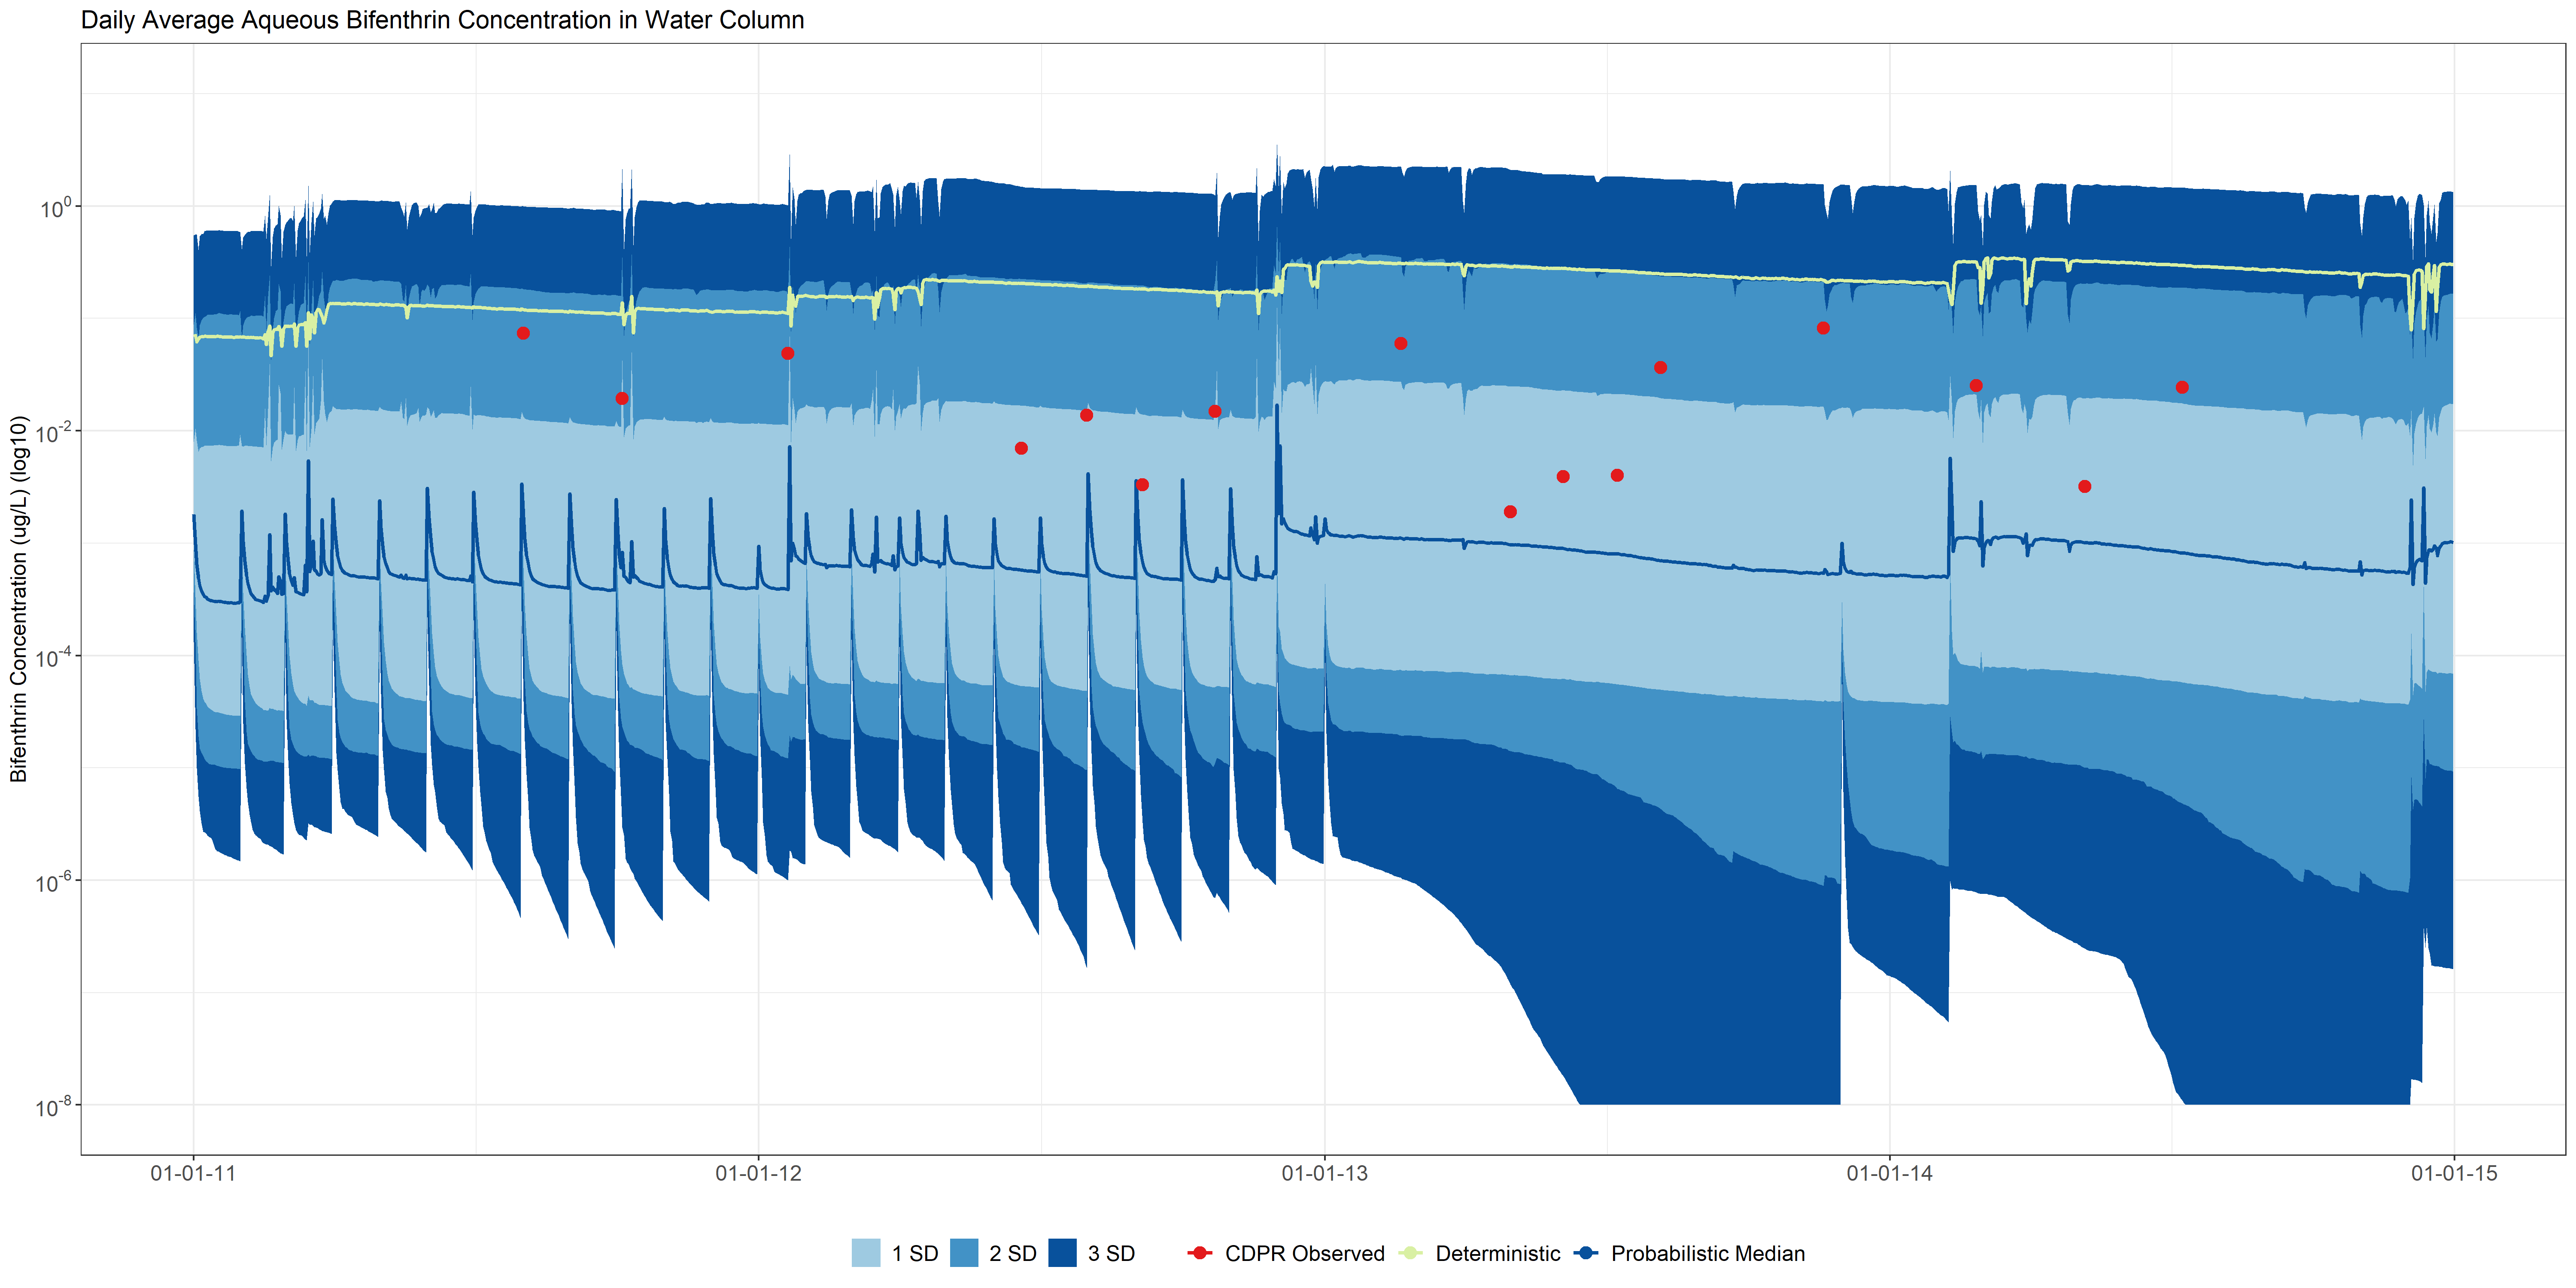 Daily Average Aqueous Bifenthrin Concentration in Water Column
Bifenthrin Concentration (ug/L) (log10)
10^0
10^-2
10^-4
10^-6
10^-8
01-01-11 01-01-12 01-01-13 01-01-14 01-01-15
1 SD 2 SD 3 SD CDPR Observed Deterministic Probabilistic Median